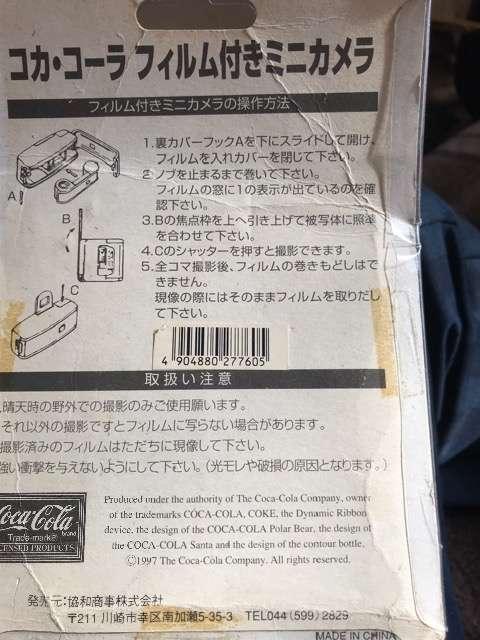 コカ・コーラ フィルム付きミニカメラ
フィルム付きミニカメラの操作方法
1.裏カバーフックAを下にスライドして開け、
フィルムを入れカバーを閉じて下さい。
2.ノブを止まるまで巻いて下さい。
フィルムの窓に1の表示が出ているのを確
認下さい。
3.Bの焦点枠を上へ引き上げて被写体に照準
を合わせて下さい。
4.Cのシャッターを押すと撮影できます。
5.全コマ撮影後、フィルムの巻きもどしはで
きません。
現像の際にはそのままフィルムを取りだし
て下さい。
A
B
C
4 904880 277605
取扱い注意
晴天時の野外での撮影のみご使用願います。
それ以外の撮影ですとフィルムに写らない場合があります。
撮影済みのフィルムはただちに現像して下さい。
強い衝撃を与えないようにして下さい。(光モレや破損の原因となります。)
Coca-Cola
Trade-mark®
brand
LICENSED PRODUCTS
Produced under the authority of The Coca-Cola Company, owner
of the trademarks COCA-COLA, COKE, the Dynamic Ribbon
device, the design of the COCA-COLA Polar Bear, the design of
the COCA-COLA Santa and the design of the contour bottle.
©1997 The Coca-Cola Company. All rights reserved.
発売元：協和商事株式会社
〒211 川崎市幸区南加瀬5-35-3 TEL044(599)2829
MADE IN CHINA